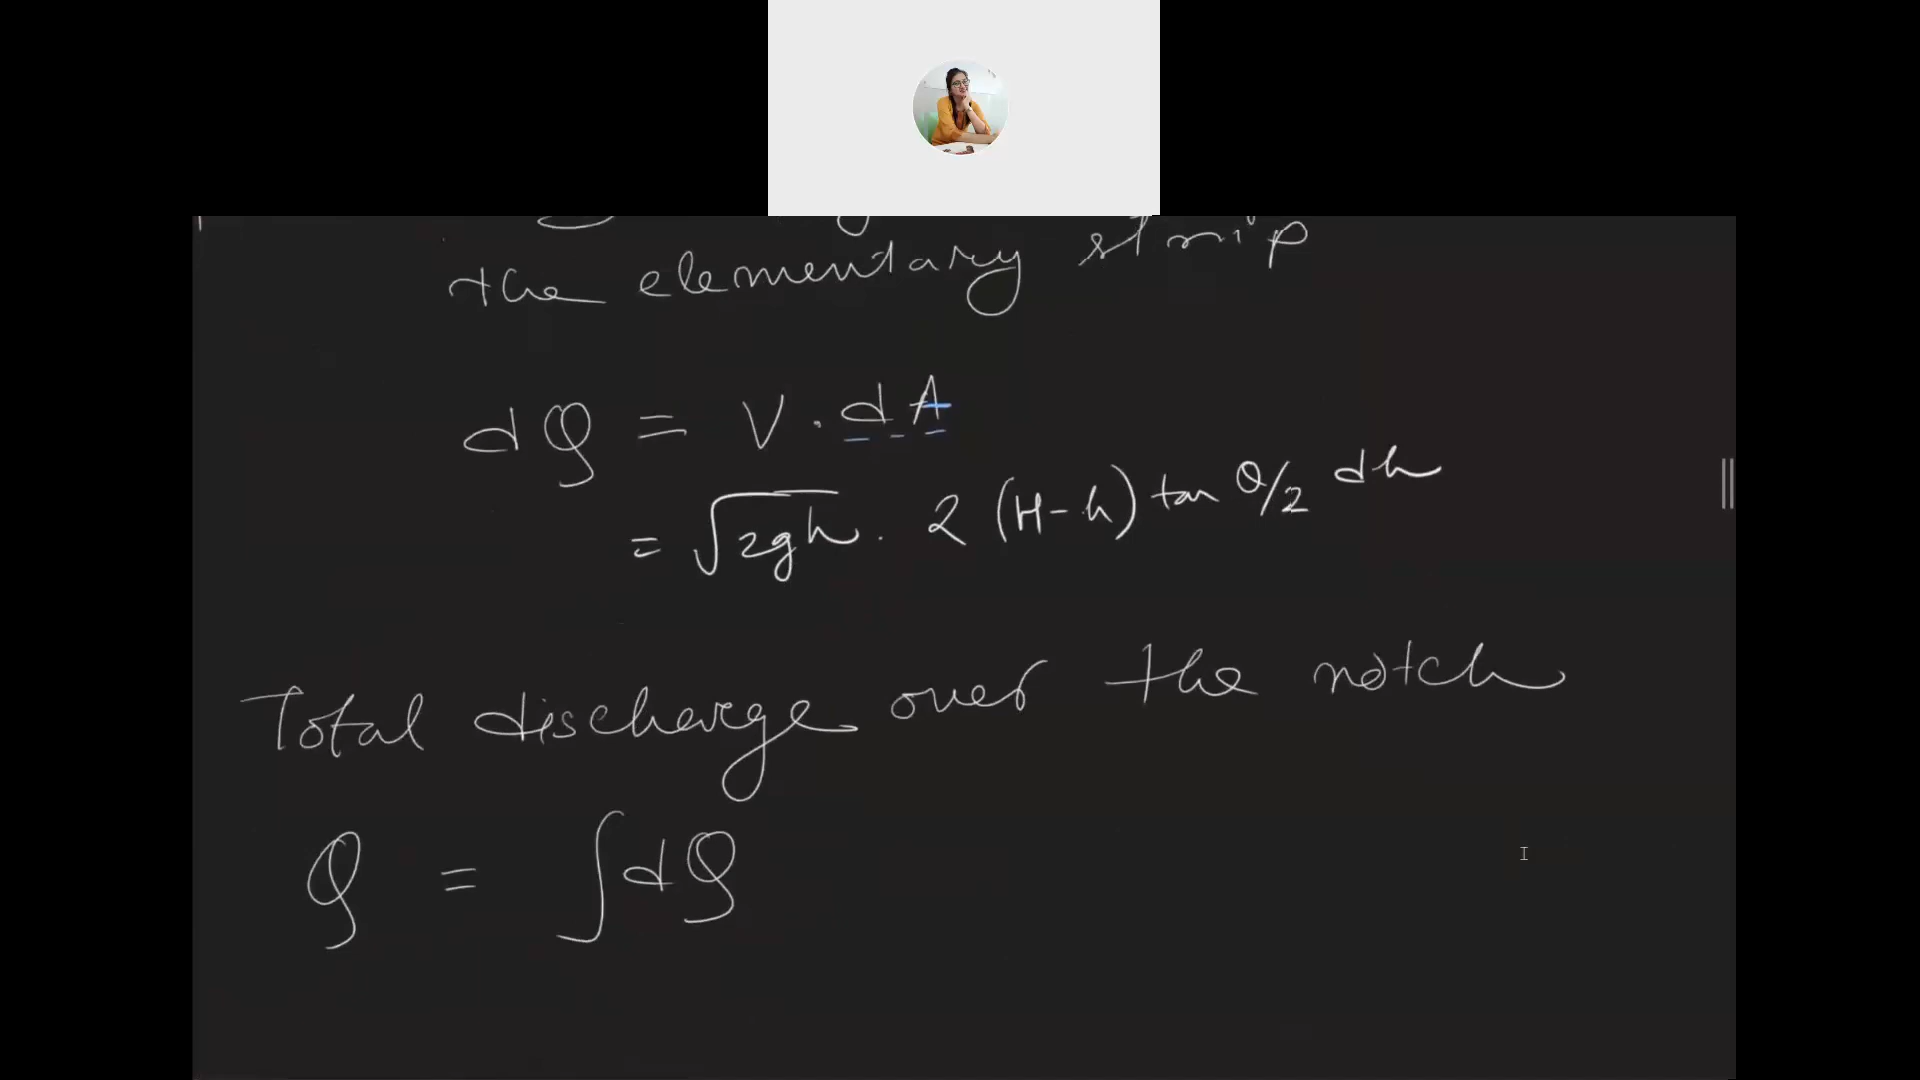 the elementary strip
dQ = V . dA
= √2gh . 2 (H-h) tan θ/2 dh
Total discharge over the notch
Q = ∫dQ